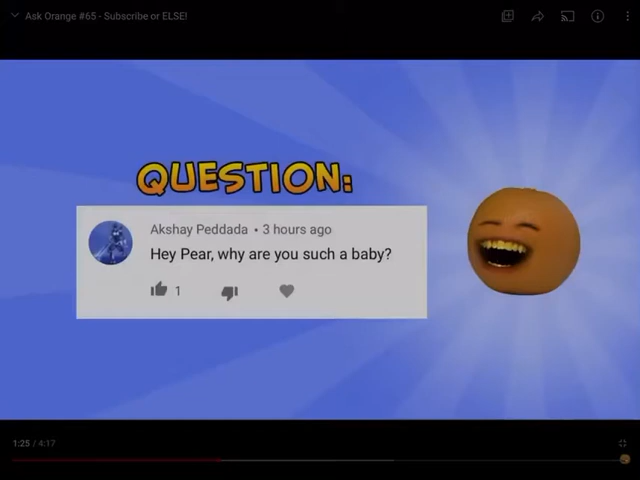 Ask Orange #65 - Subscribe or ELSE!
QUESTION:
Akshay Peddada • 3 hours ago
Hey Pear, why are you such a baby?
1
1:25 / 4:17